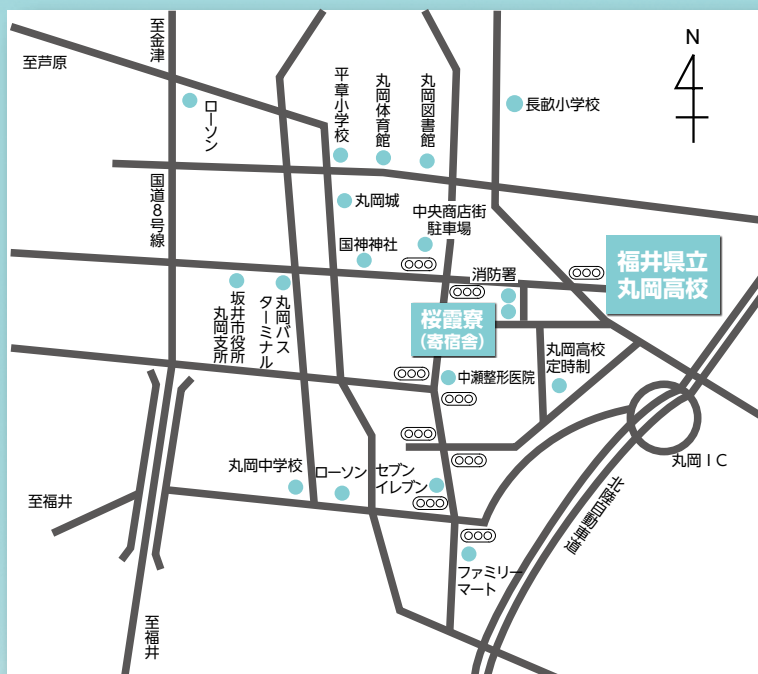 至芦原
至金津
ローソン
国道8号線
平章小学校
丸岡体育館
丸岡図書館
長畝小学校
N
丸岡城
中央商店街
駐車場
国神神社
消防署
福井県立
丸岡高校
坂井市役所
丸岡支所
丸岡バス
ターミナル
桜霞寮
(寄宿舎)
丸岡高校
定時制
中瀬整形医院
丸岡IC
丸岡中学校
ローソン
セブン
イレブン
至福井
北陸自動車道
ファミリー
マート
至福井